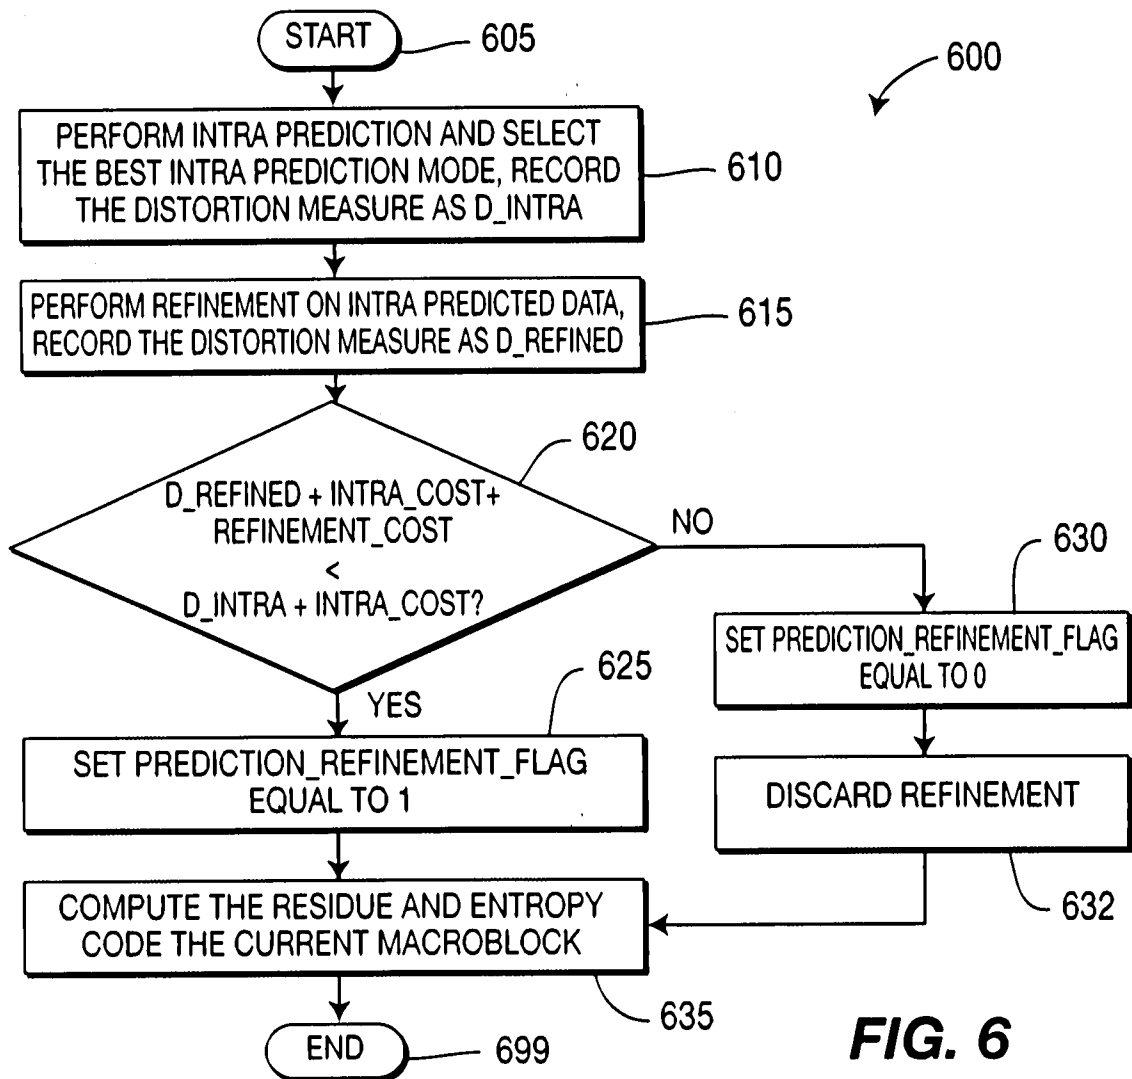 START
605
600
PERFORM INTRA PREDICTION AND SELECT
THE BEST INTRA PREDICTION MODE, RECORD
THE DISTORTION MEASURE AS D_INTRA
610
PERFORM REFINEMENT ON INTRA PREDICTED DATA,
RECORD THE DISTORTION MEASURE AS D_REFINED
615
620
D_REFINED + INTRA_COST+
REFINEMENT_COST
<
D_INTRA + INTRA_COST?
NO
630
SET PREDICTION_REFINEMENT_FLAG
EQUAL TO 0
YES
625
SET PREDICTION_REFINEMENT_FLAG
EQUAL TO 1
DISCARD REFINEMENT
632
COMPUTE THE RESIDUE AND ENTROPY
CODE THE CURRENT MACROBLOCK
635
END
699
FIG. 6